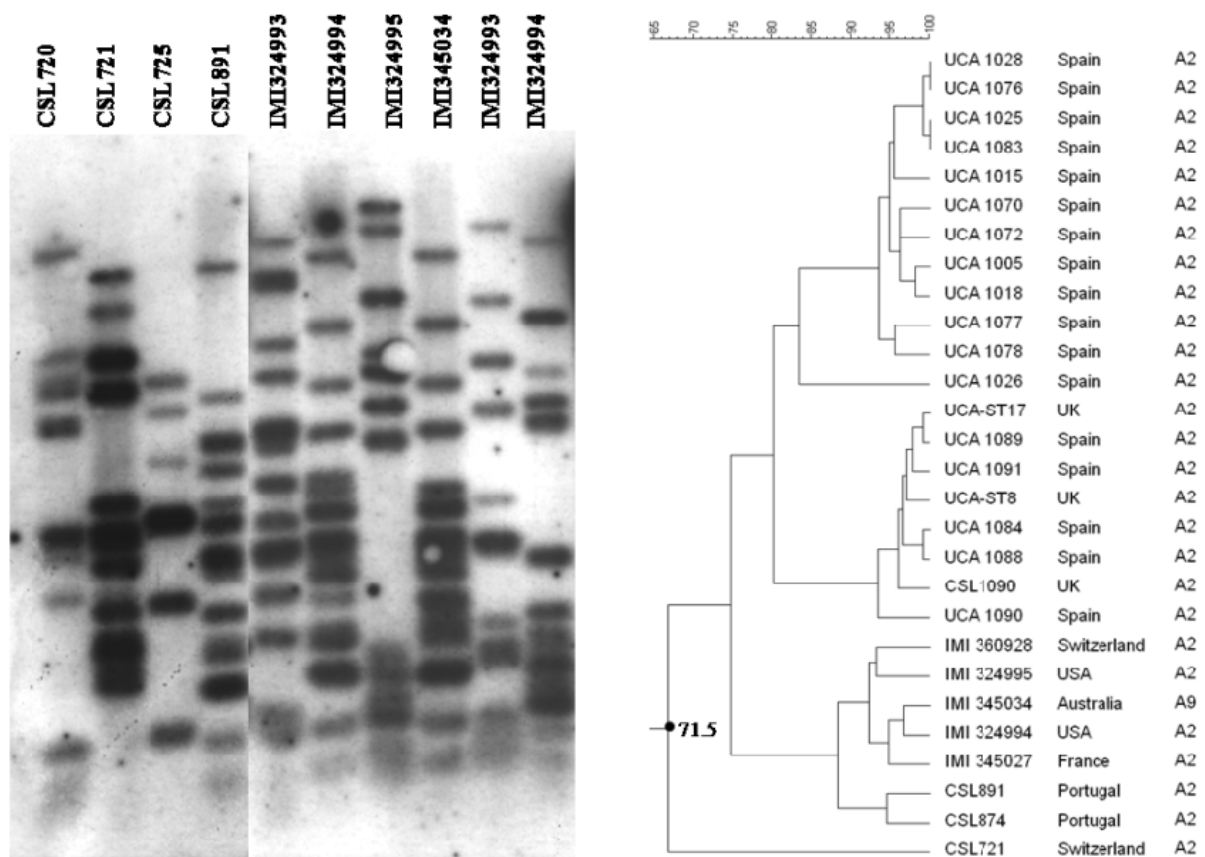 CSL 720
CSL 721
CSL 725
CSL 891
IMI324993
IMI324994
IMI324995
IMI345034
IMI324993
IMI324994
65 70 75 80 85 90 95 100
UCA 1028 Spain A2
UCA 1076 Spain A2
UCA 1025 Spain A2
UCA 1083 Spain A2
UCA 1015 Spain A2
UCA 1070 Spain A2
UCA 1072 Spain A2
UCA 1005 Spain A2
UCA 1018 Spain A2
UCA 1077 Spain A2
UCA 1078 Spain A2
UCA 1026 Spain A2
UCA-ST17 UK A2
UCA 1089 Spain A2
UCA 1091 Spain A2
UCA-ST8 UK A2
UCA 1084 Spain A2
UCA 1088 Spain A2
CSL1090 UK A2
UCA 1090 Spain A2
IMI 360928 Switzerland A2
IMI 324995 USA A2
IMI 345034 Australia A9
71.5 IMI 324994 USA A2
IMI 345027 France A2
CSL891 Portugal A2
CSL874 Portugal A2
CSL721 Switzerland A2